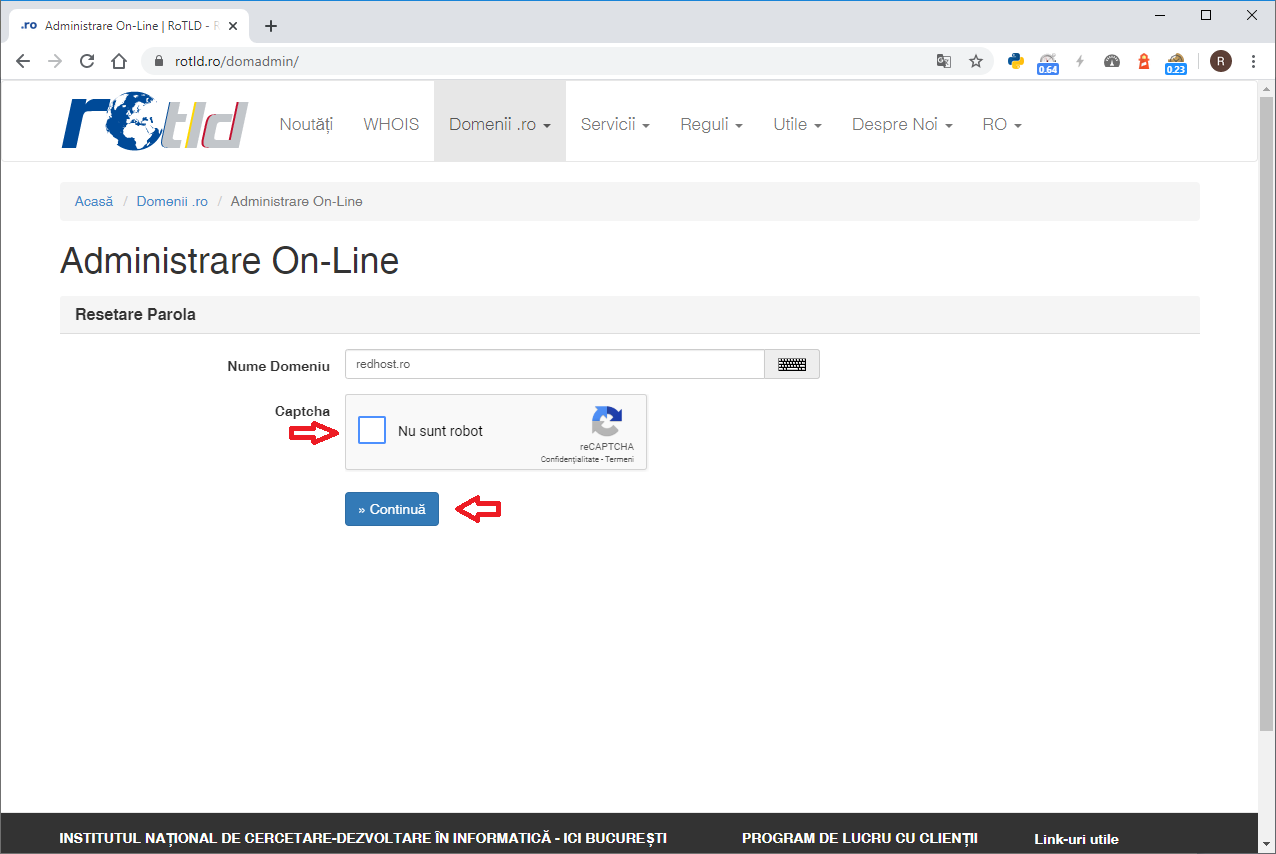 .ro Administrare On-Line | RoTLD - R
rotld.ro/domadmin/
0.64
0.23
R
rotld
Noutăți WHOIS Domenii .ro Servicii Reguli Utile Despre Noi RO
Acasă / Domenii .ro / Administrare On-Line
Administrare On-Line
Resetare Parola
Nume Domeniu redhost.ro
Captcha
Nu sunt robot
reCAPTCHA
Confidențialitate - Termeni
» Continuă
INSTITUTUL NAȚIONAL DE CERCETARE-DEZVOLTARE ÎN INFORMATICĂ - ICI BUCUREȘTI PROGRAM DE LUCRU CU CLIENȚII Link-uri utile